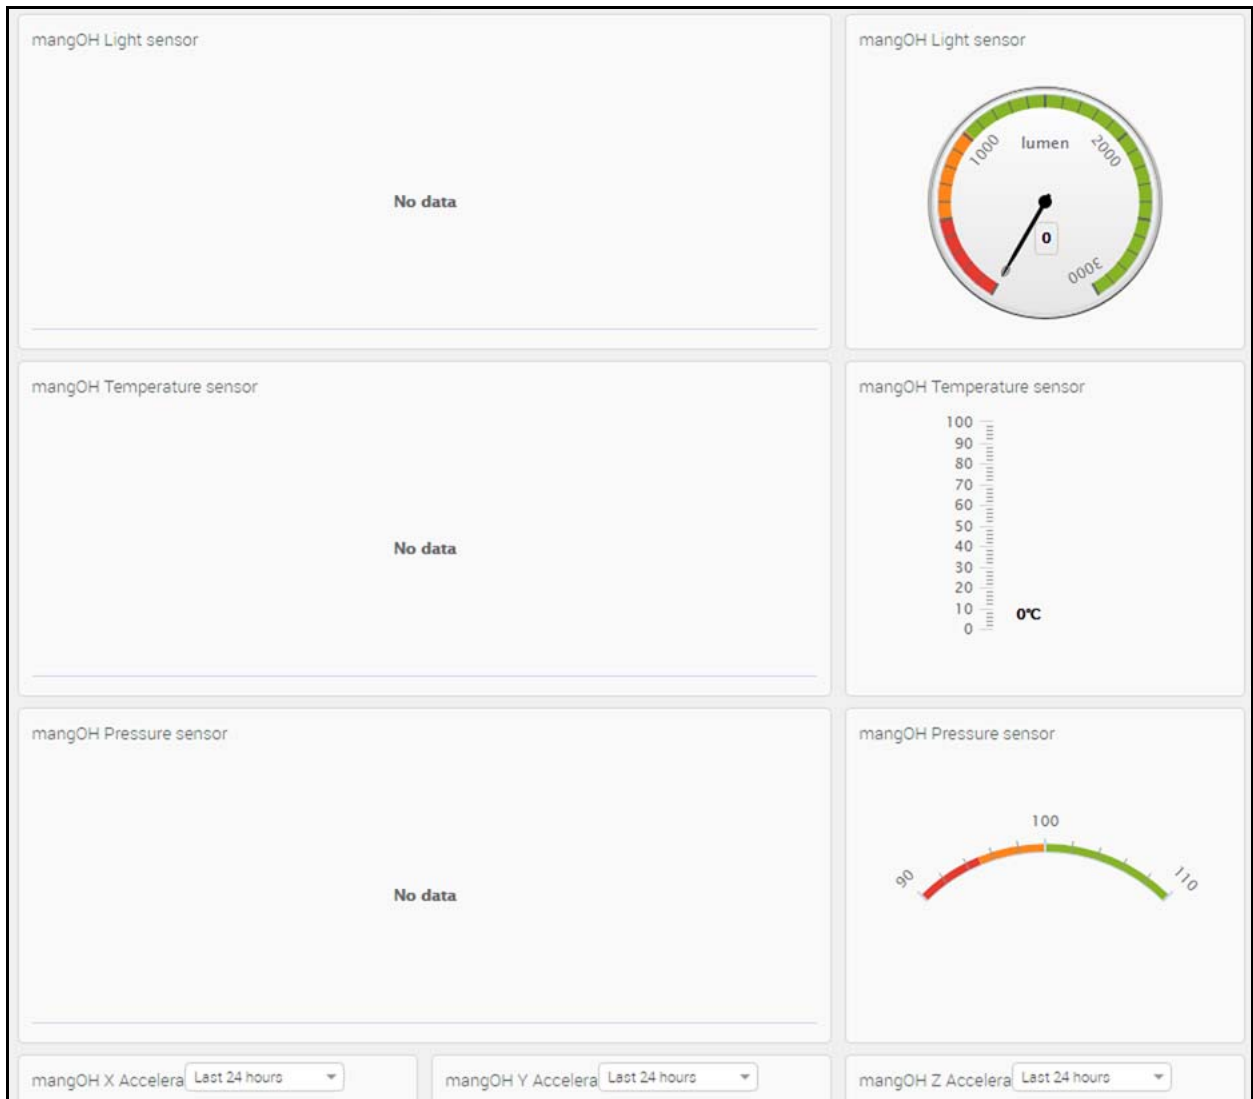 mangOH Light sensor
No data
mangOH Light sensor
lumen
1000
2000
3000
0
mangOH Temperature sensor
No data
mangOH Temperature sensor
100
90
80
70
60
50
40
30
20
10
0
0℃
mangOH Pressure sensor
No data
mangOH Pressure sensor
90
100
110
mangOH X Accelera Last 24 hours
mangOH Y Accelera Last 24 hours
mangOH Z Accelera Last 24 hours